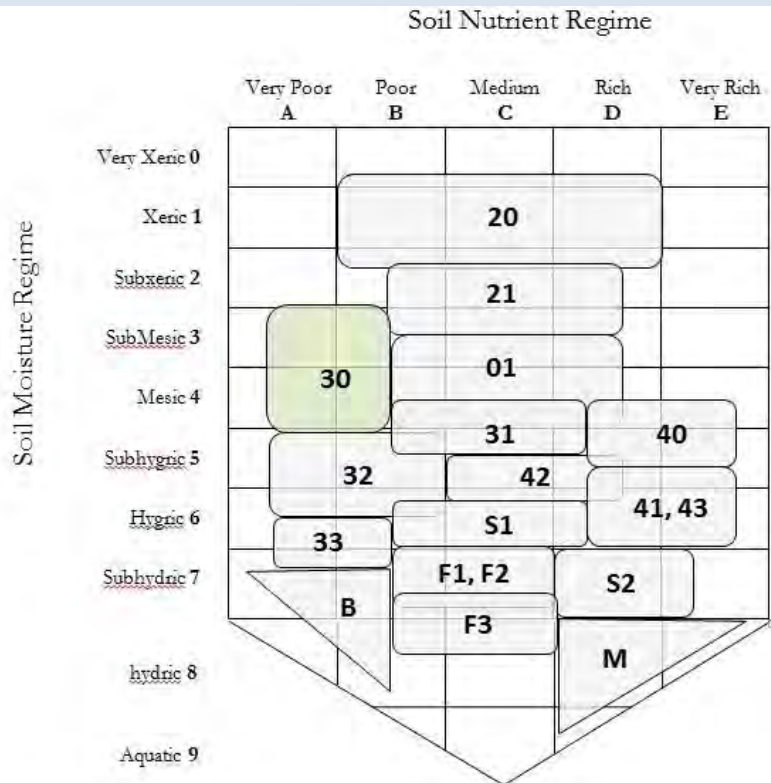 Soil Nutrient Regime
Very Poor Poor Medium Rich Very Rich
A B C D E
Soil Moisture Regime
Very Xeric 0
Xeric 1
20
Subxeric 2
21
SubMesic 3
01
30
Mesic 4
31
40
Subhygric 5
32
42
41, 43
Hygric 6
S1
33
Subhydric 7
F1, F2
S2
B
F3
M
hydric 8
Aquatic 9